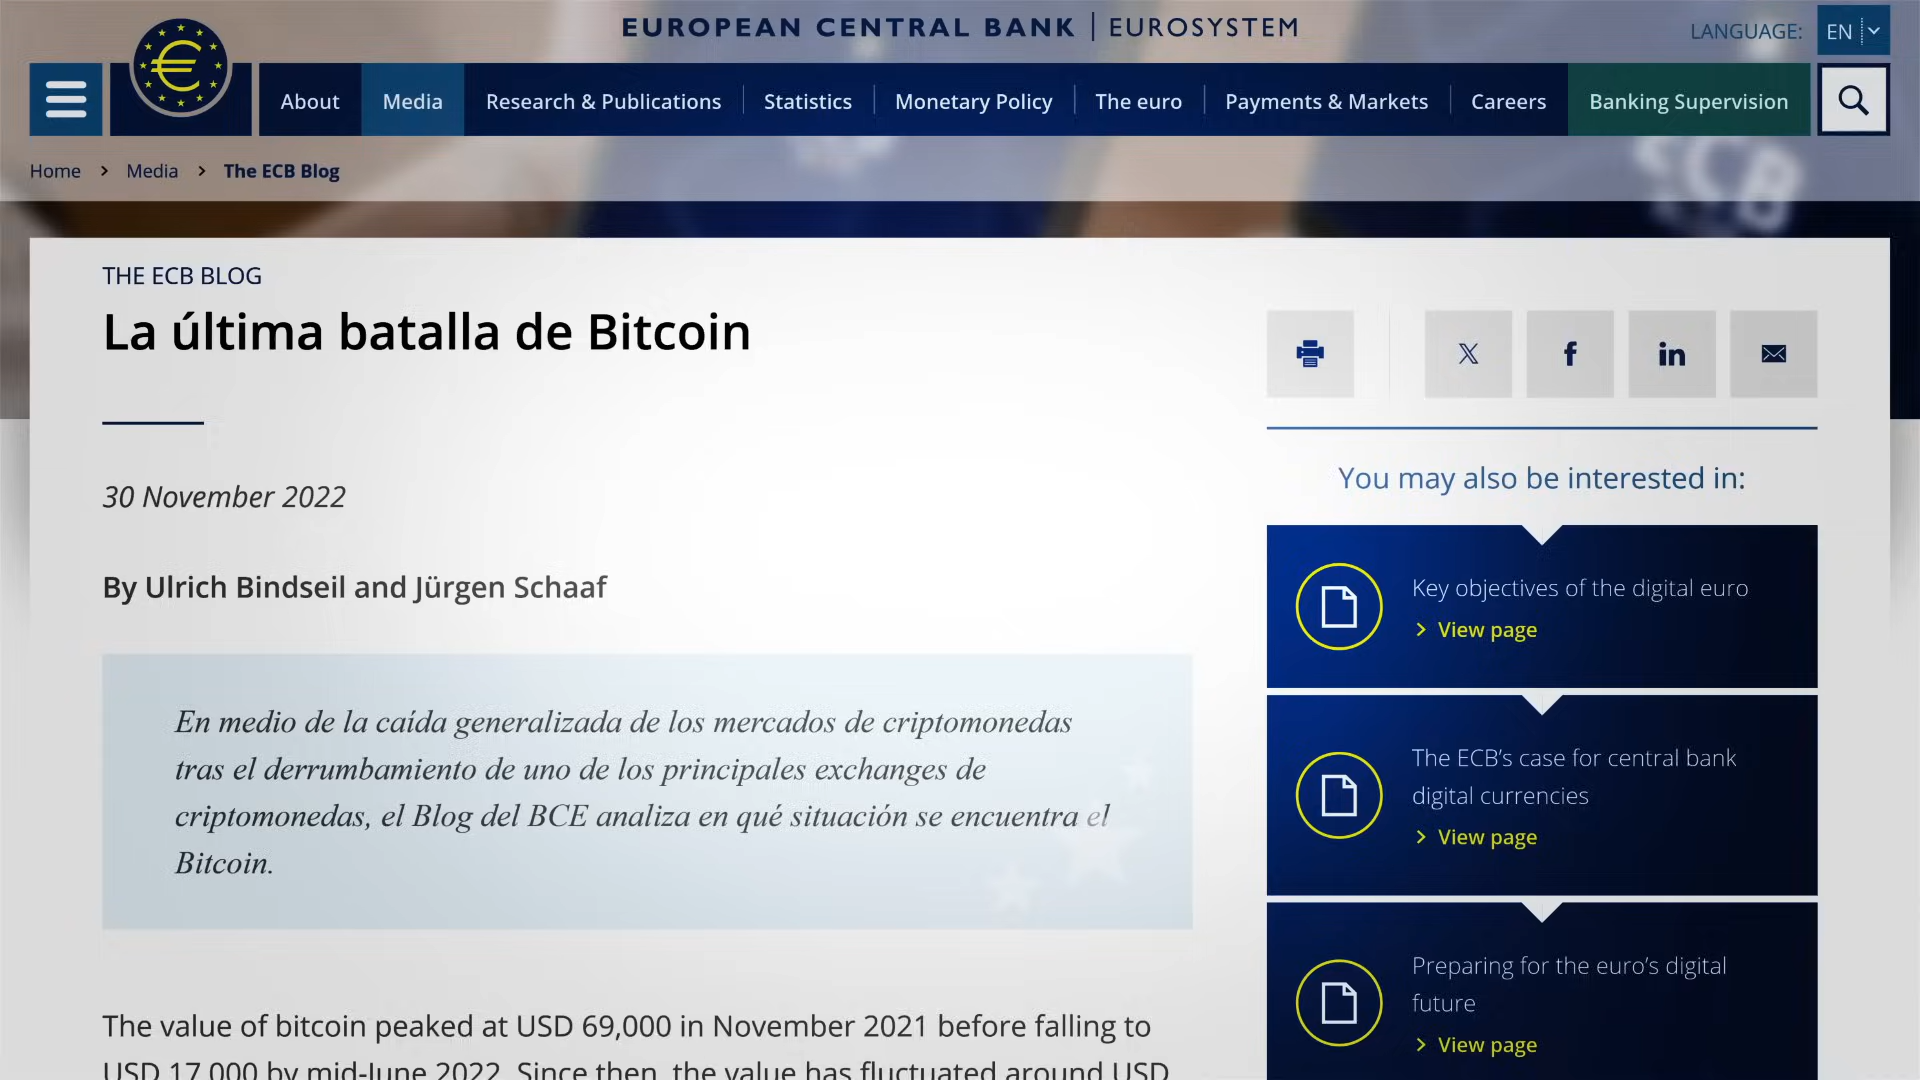 EUROPEAN CENTRAL BANK | EUROSYSTEM
LANGUAGE:
EN
About
Media
Research & Publications
Statistics
Monetary Policy
The euro
Payments & Markets
Careers
Banking Supervision
Home > Media > The ECB Blog
ECB
THE ECB BLOG
La última batalla de Bitcoin
30 November 2022
By Ulrich Bindseil and Jürgen Schaaf
En medio de la caída generalizada de los mercados de criptomonedas
tras el derrumbamiento de uno de los principales exchanges de
criptomonedas, el Blog del BCE analiza en qué situación se encuentra el
Bitcoin.
The value of bitcoin peaked at USD 69,000 in November 2021 before falling to
USD 17,000 by mid-June 2022. Since then, the value has fluctuated around USD
You may also be interested in:
Key objectives of the digital euro
> View page
The ECB’s case for central bank
digital currencies
> View page
Preparing for the euro’s digital
future
> View page